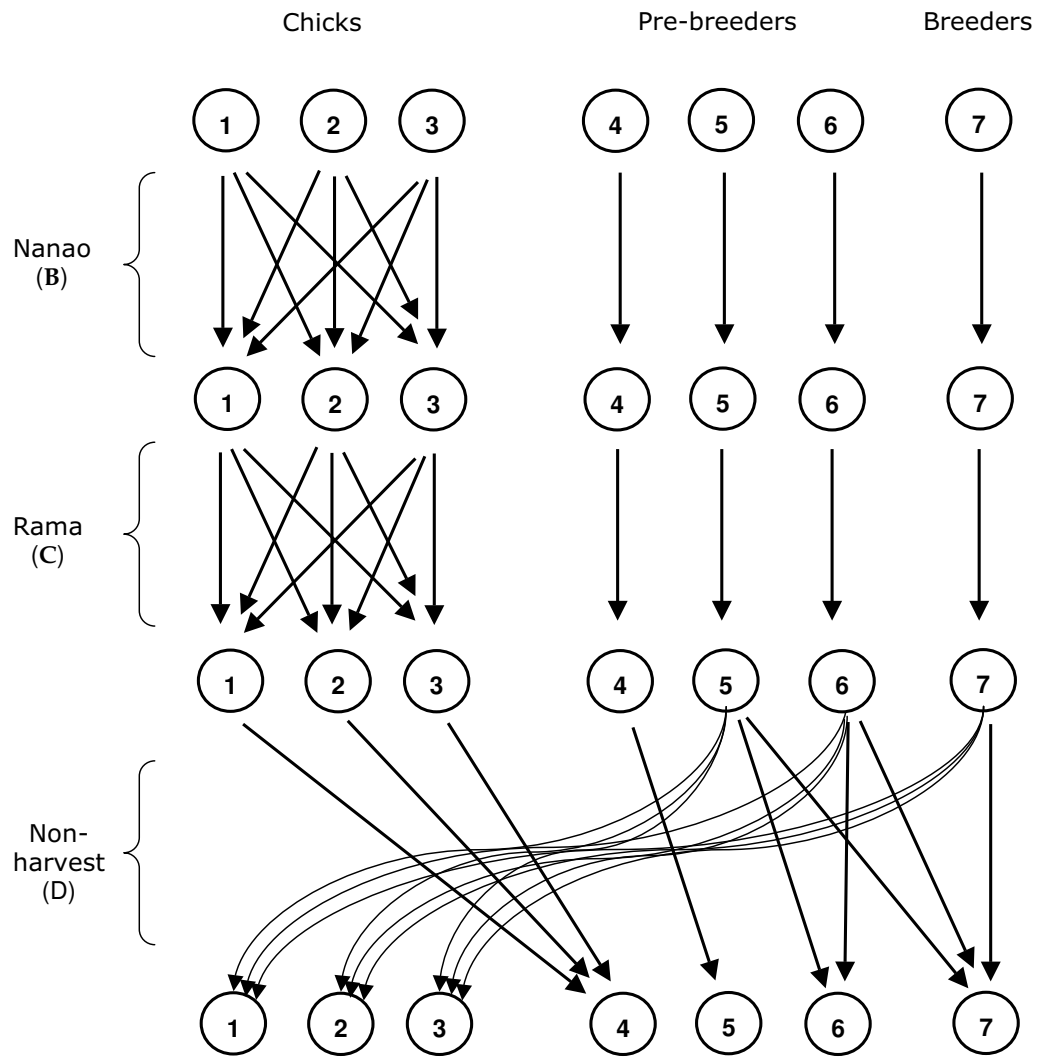 Chicks Pre-breeders Breeders
1 2 3 4 5 6 7
Nanao
(B)
1 2 3 4 5 6 7
Rama
(C)
1 2 3 4 5 6 7
Non-
harvest
(D)
1 2 3 4 5 6 7